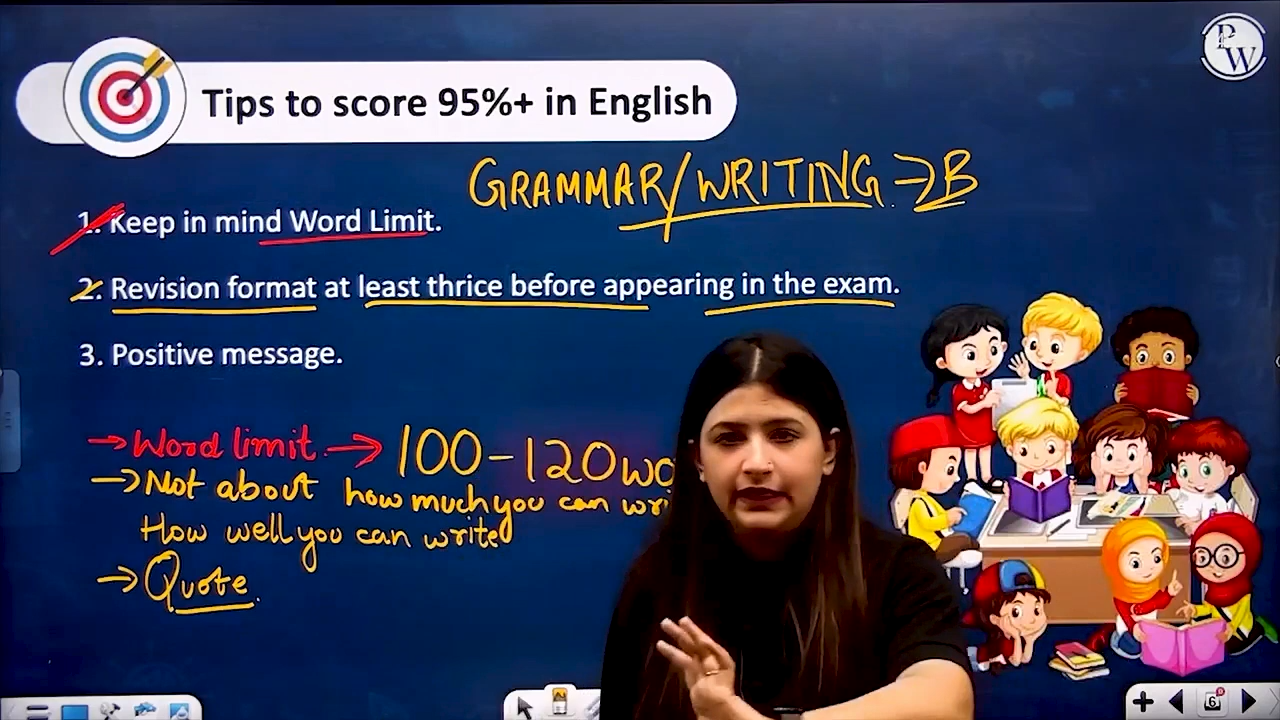 PW
Tips to score 95%+ in English
GRAMMAR/WRITING → B
1. Keep in mind Word Limit.
2. Revision format at least thrice before appearing in the exam.
3. Positive message.
→ Word limit → 100-120
→ Not about how much you can
How well you can write
→ Quote.
6